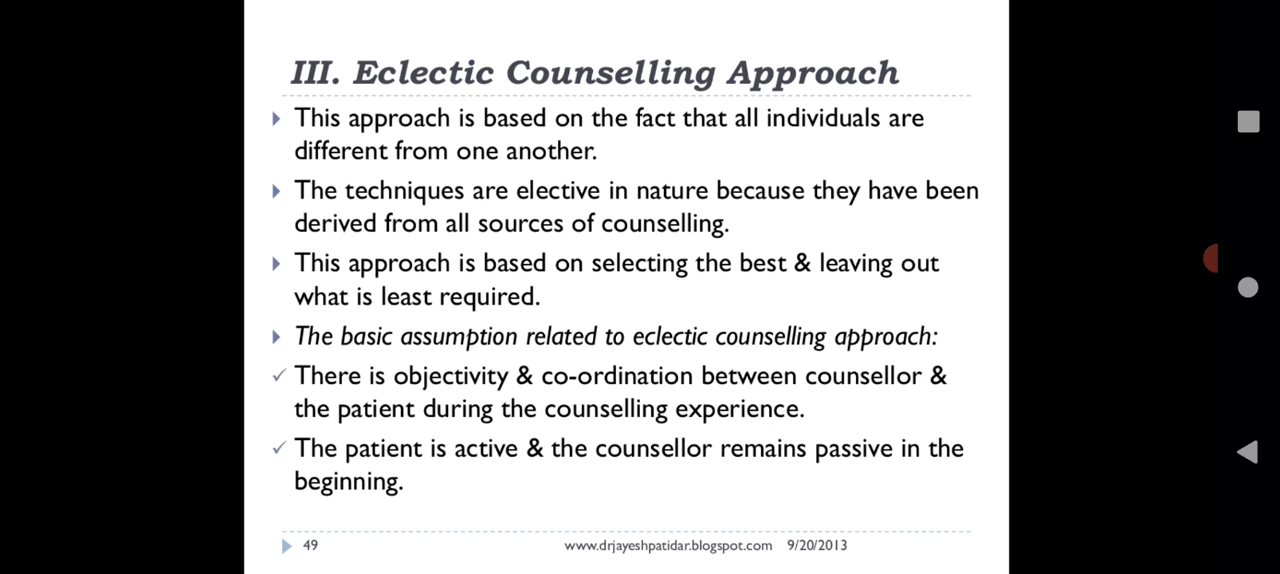 III. Eclectic Counselling Approach
This approach is based on the fact that all individuals are
different from one another.
The techniques are elective in nature because they have been
derived from all sources of counselling.
This approach is based on selecting the best & leaving out
what is least required.
The basic assumption related to eclectic counselling approach:
There is objectivity & co-ordination between counsellor &
the patient during the counselling experience.
The patient is active & the counsellor remains passive in the
beginning.
49 www.drjayeshpatidar.blogspot.com 9/20/2013